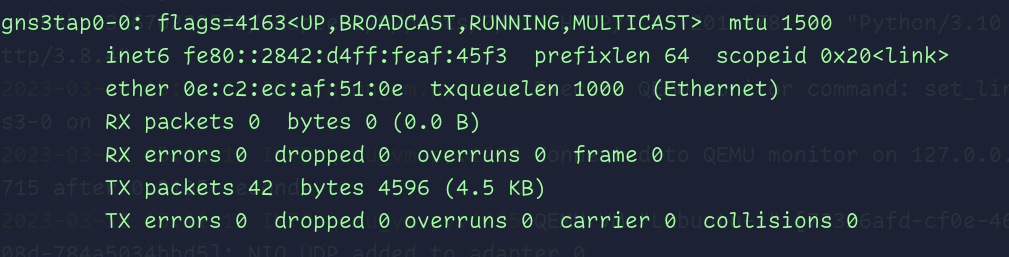 gns3tap0-0: flags=4163<UP,BROADCAST,RUNNING,MULTICAST>  mtu 1500
inet6 fe80::2842:d4ff:feaf:45f3  prefixlen 64  scopeid 0x20<link>
ether 0e:c2:ec:af:51:0e  txqueuelen 1000  (Ethernet)
RX packets 0  bytes 0 (0.0 B)
RX errors 0  dropped 0  overruns 0  frame 0
TX packets 42  bytes 4596 (4.5 KB)
TX errors 0  dropped 0 overruns 0  carrier 0  collisions 0